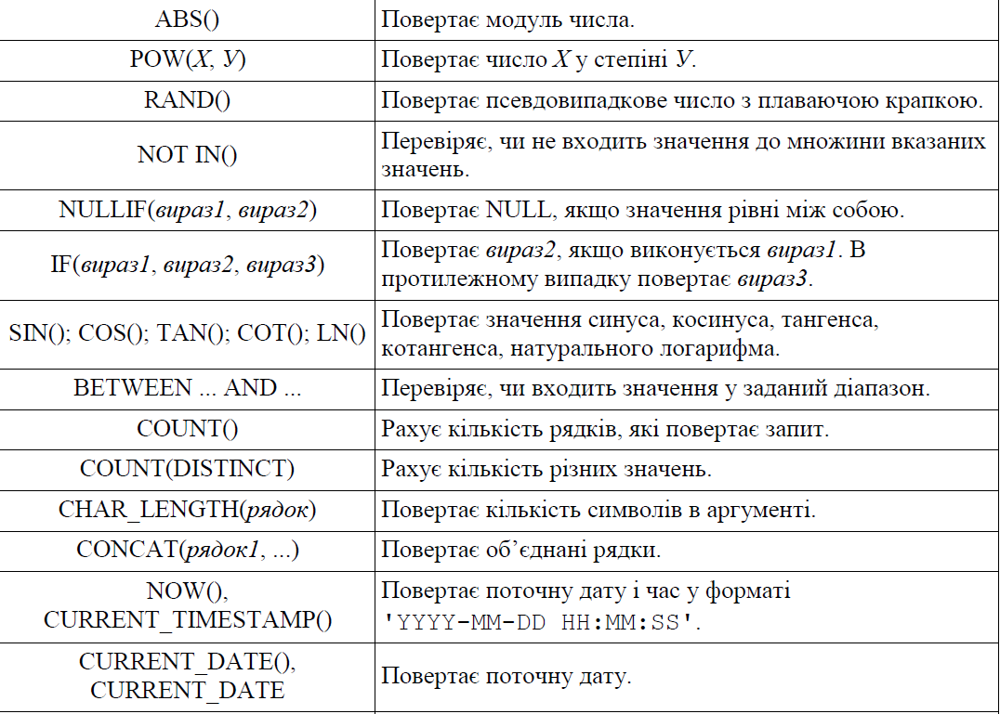 ABS()
Повертає модуль числа.
POW(X, У)
Повертає число X у степіні У.
RAND()
Повертає псевдовипадкове число з плаваючою крапкою.
NOT IN()
Перевіряє, чи не входить значення до множини вказаних
значень.
NULLIF(вираз1, вираз2)
Повертає NULL, якщо значення рівні між собою.
IF(вираз1, вираз2, вираз3)
Повертає вираз2, якщо виконується вираз1. В
протилежному випадку повертає вираз3.
SIN(); COS(); TAN(); COT(); LN()
Повертає значення синуса, косинуса, тангенса,
котангенса, натурального логарифма.
BETWEEN ... AND ...
Перевіряє, чи входить значення у заданий діапазон.
COUNT()
Рахує кількість рядків, які повертає запит.
COUNT(DISTINCT)
Рахує кількість різних значень.
CHAR_LENGTH(рядок)
Повертає кількість символів в аргументі.
CONCAT(рядок1, ...)
Повертає об’єднані рядки.
NOW(),
CURRENT_TIMESTAMP()
Повертає поточну дату і час у форматі
'YYYY-MM-DD HH:MM:SS'.
CURRENT_DATE(),
CURRENT_DATE
Повертає поточну дату.